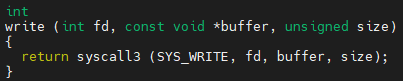 int
write (int fd, const void *buffer, unsigned size)
{
  return syscall3 (SYS_WRITE, fd, buffer, size);
}